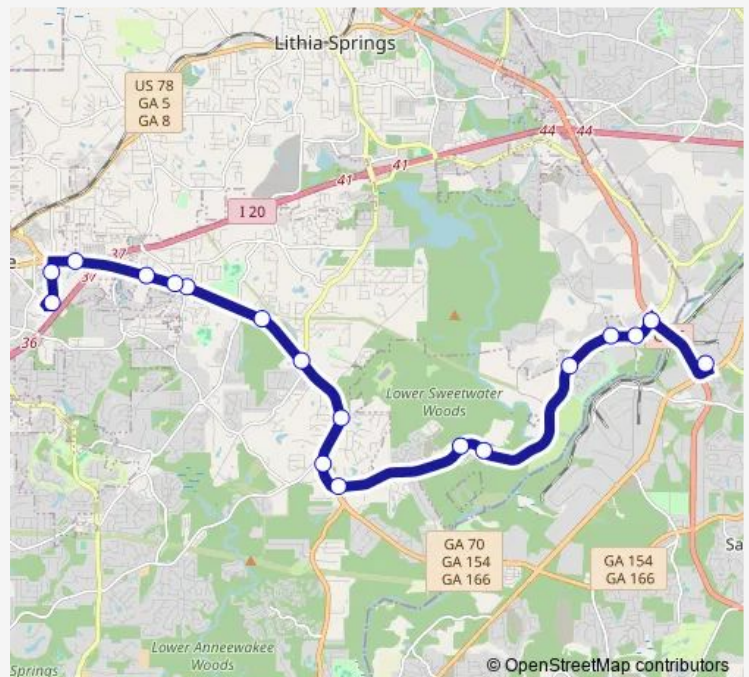 Lithia Springs
US 78
GA 5
GA 8
44
44
41
41
I 20
37
e
37
36
Lower Sweetwater
Woods
GA 70
GA 154
GA 166
GA 154
GA 166
Sa
Lower Anneewakee
Woods
Springs
© OpenStreetMap contributors